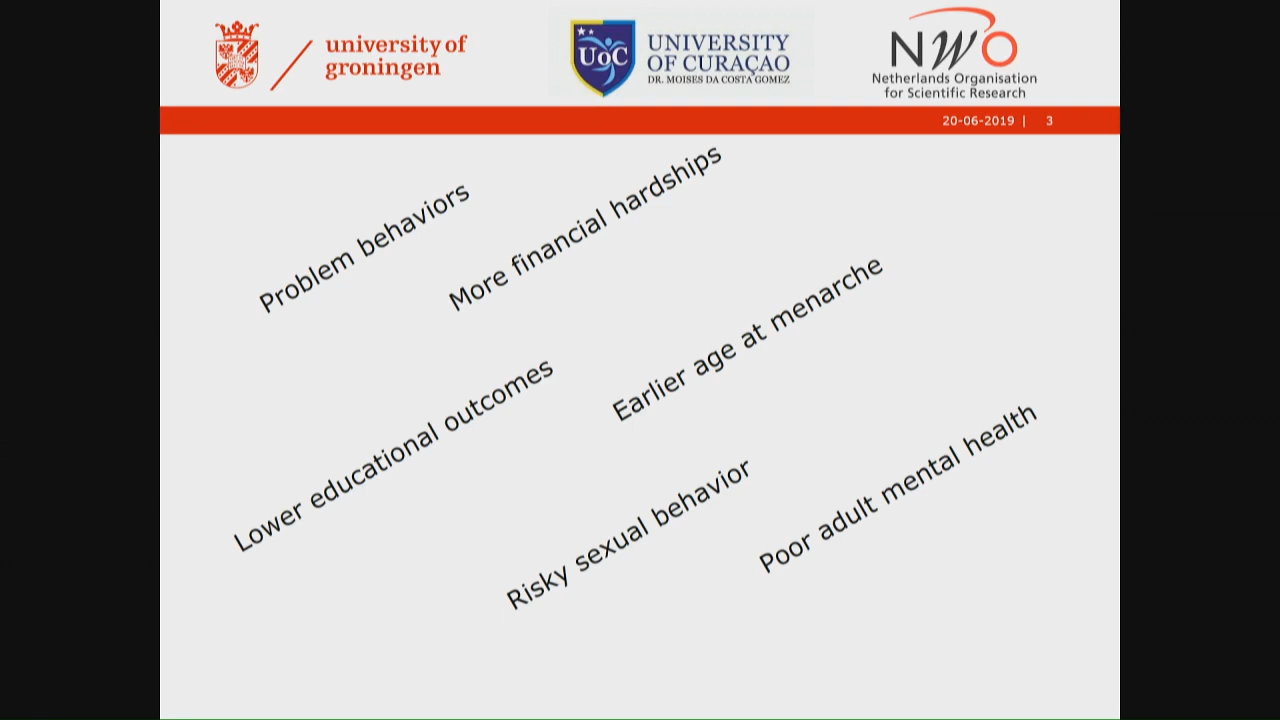 university of
groningen
UoC
UNIVERSITY
OF CURAÇAO
DR. MOISES DA COSTA GOMEZ
NWO
Netherlands Organisation
for Scientific Research
20-06-2019 | 3
Problem behaviors
More financial hardships
Earlier age at menarche
Lower educational outcomes
Risky sexual behavior
Poor adult mental health